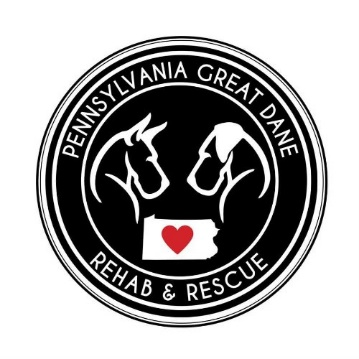 PENNSYLVANIA GREAT DANE
REHAB & RESCUE